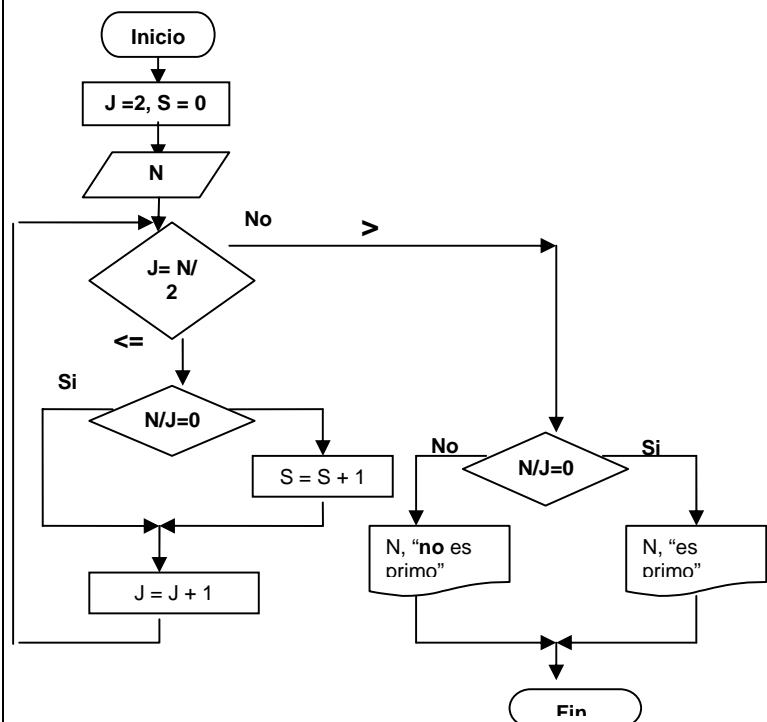 Inicio
J =2, S = 0
N
No
>
J= N/
2
<=
Si
N/J=0
S = S + 1
J = J + 1
No
N/J=0
Si
N, “no es
primo”
N, “es
primo”
Fin